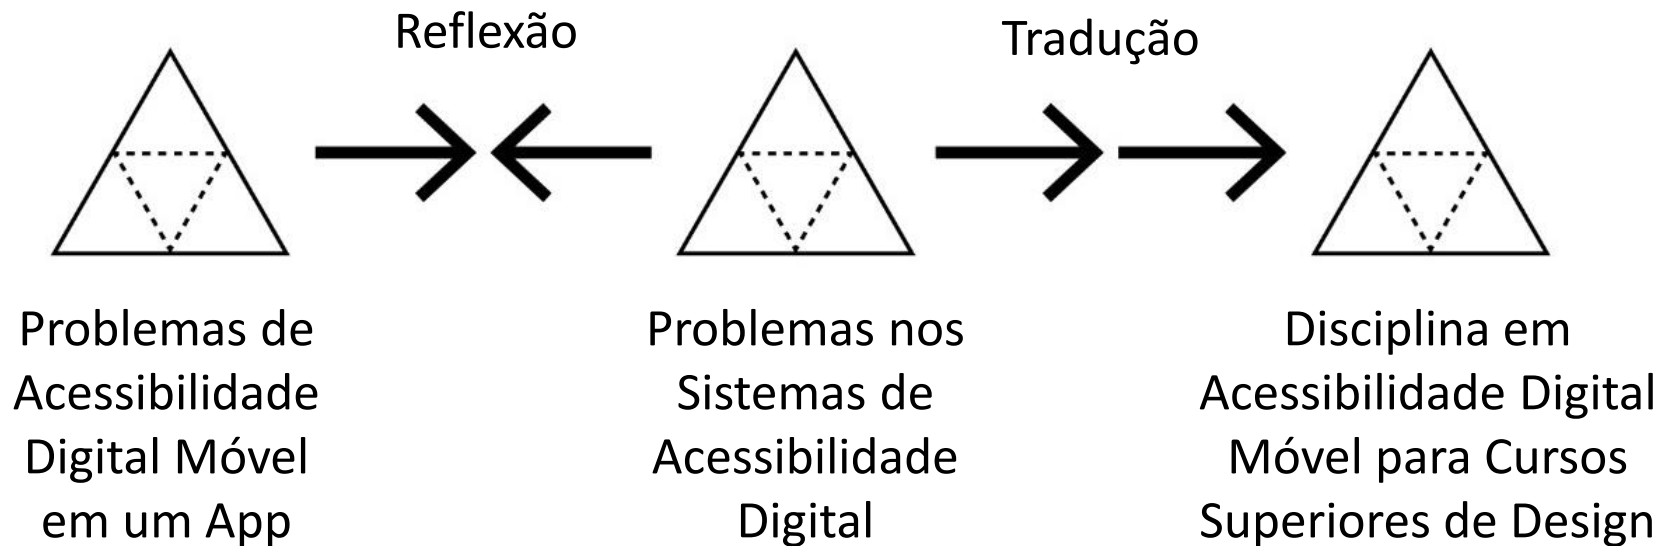 Reflexão
Tradução
Problemas de
Acessibilidade
Digital Móvel
em um App
Problemas nos
Sistemas de
Acessibilidade
Digital
Disciplina em
Acessibilidade Digital
Móvel para Cursos
Superiores de Design